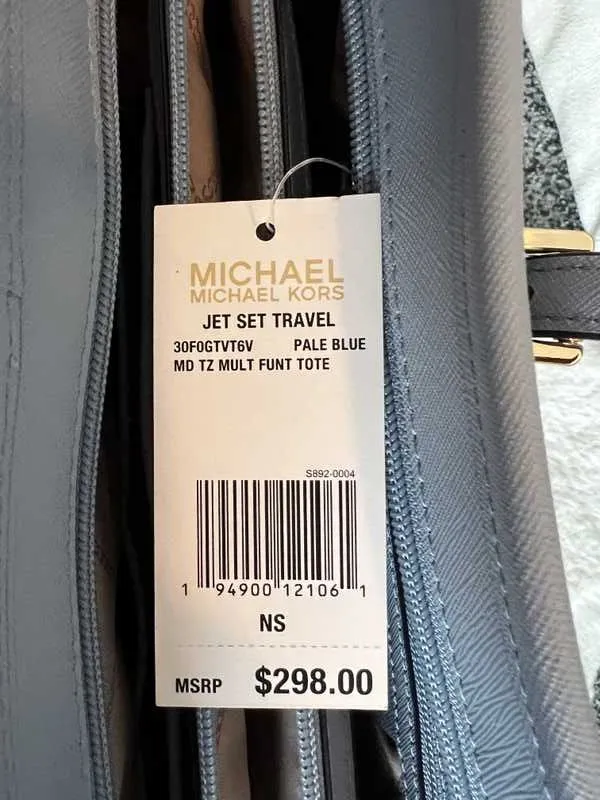 MICHAEL
MICHAEL KORS
JET SET TRAVEL
30F0GTVT6V PALE BLUE
MD TZ MULT FUNT TOTE
S892-0004
1 94900 12106 1
NS
MSRP $298.00